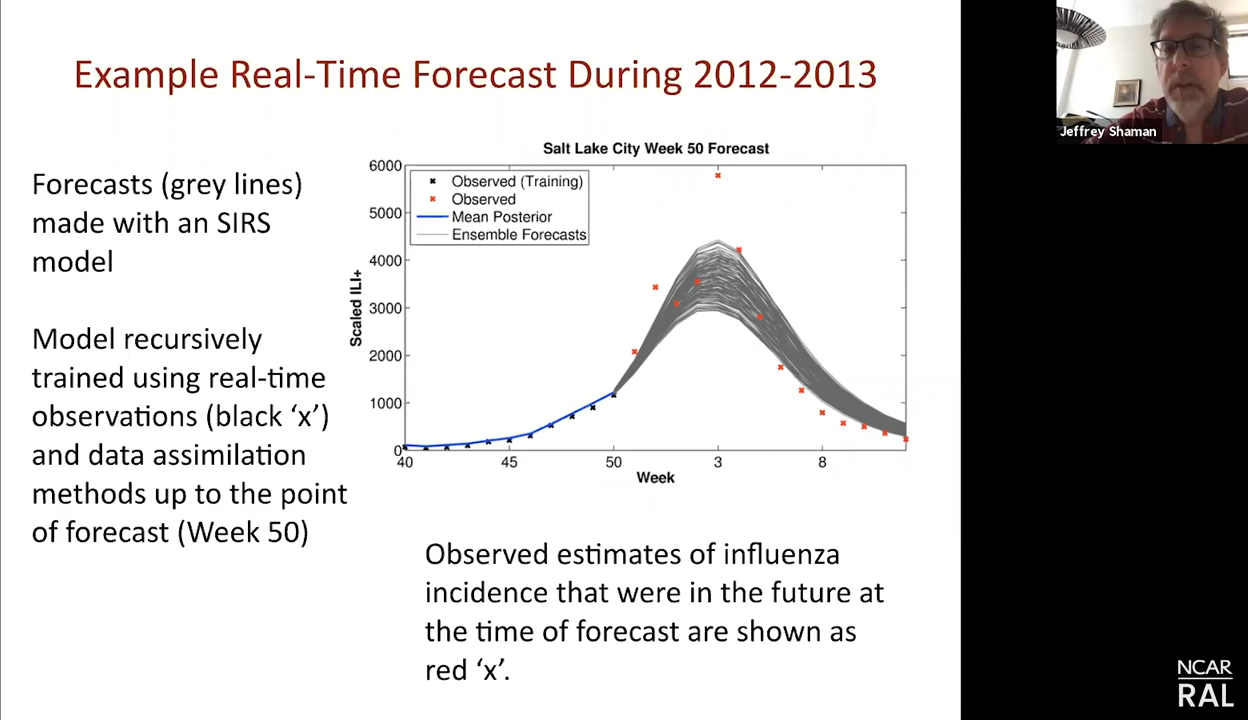 Example Real-Time Forecast During 2012-2013
Jeffrey Shaman
Forecasts (grey lines)
made with an SIRS
model
Model recursively
trained using real-time
observations (black ‘x’)
and data assimilation
methods up to the point
of forecast (Week 50)
Salt Lake City Week 50 Forecast
Observed (Training)
Observed
Mean Posterior
Ensemble Forecasts
Scaled ILI+
6000
5000
4000
3000
2000
1000
0
40 45 50 3 8
Week
Observed estimates of influenza
incidence that were in the future at
the time of forecast are shown as
red ‘x’.
NCAR
RAL